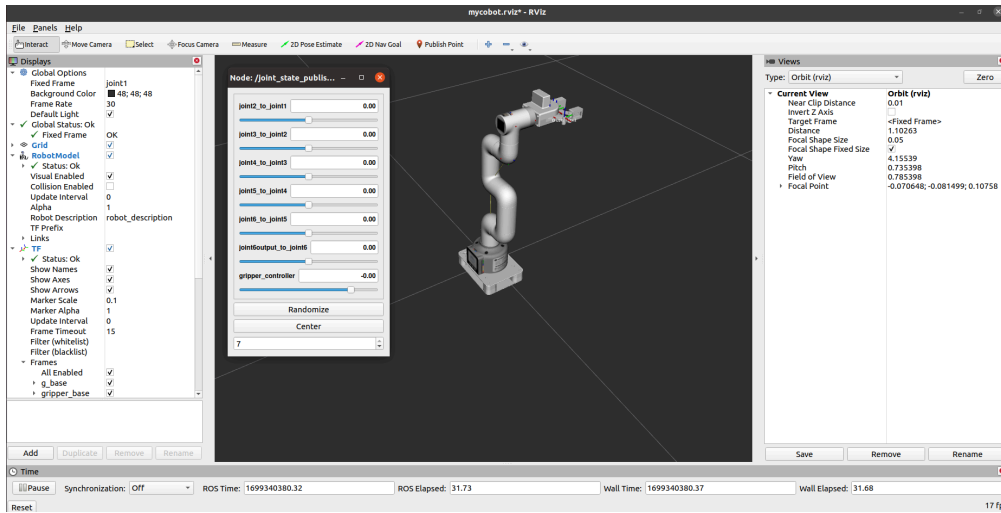 mycobot.rviz* - RViz
File Panels Help
Interact Move Camera Select Focus Camera Measure 2D Pose Estimate 2D Nav Goal Publish Point
Displays
Global Options
Fixed Frame joint1
Background Color 48; 48; 48
Frame Rate 30
Default Light
Global Status: Ok
Fixed Frame OK
Grid
RobotModel
Status: Ok
Visual Enabled
Collision Enabled
Update Interval 0
Alpha 1
Robot Description robot_description
TF Prefix
Links
TF
Status: Ok
Show Names
Show Axes
Show Arrows
Marker Scale 0.1
Marker Alpha 1
Update Interval 0
Frame Timeout 15
Filter (whitelist)
Filter (blacklist)
Frames
All Enabled
g_base
gripper_base
Add Duplicate Remove Rename
Node: /joint_state_publis...
joint2_to_joint1 0.00
joint3_to_joint2 0.00
joint4_to_joint3 0.00
joint5_to_joint4 0.00
joint6_to_joint5 0.00
joint6output_to_joint6 0.00
gripper_controller -0.00
Randomize
Center
7
Views
Type: Orbit (rviz) Zero
Current View Orbit (rviz)
Near Clip Distance 0.01
Invert Z Axis
Target Frame <Fixed Frame>
Distance 1.10263
Focal Shape Size 0.05
Focal Shape Fixed Size
Yaw 4.15539
Pitch 0.735398
Field of View 0.785398
Focal Point -0.070648; -0.081499; 0.10758
Save Remove Rename
Time
Pause Synchronization: Off ROS Time: 1699340380.32 ROS Elapsed: 31.73 Wall Time: 1699340380.37 Wall Elapsed: 31.68
Reset 17 fp